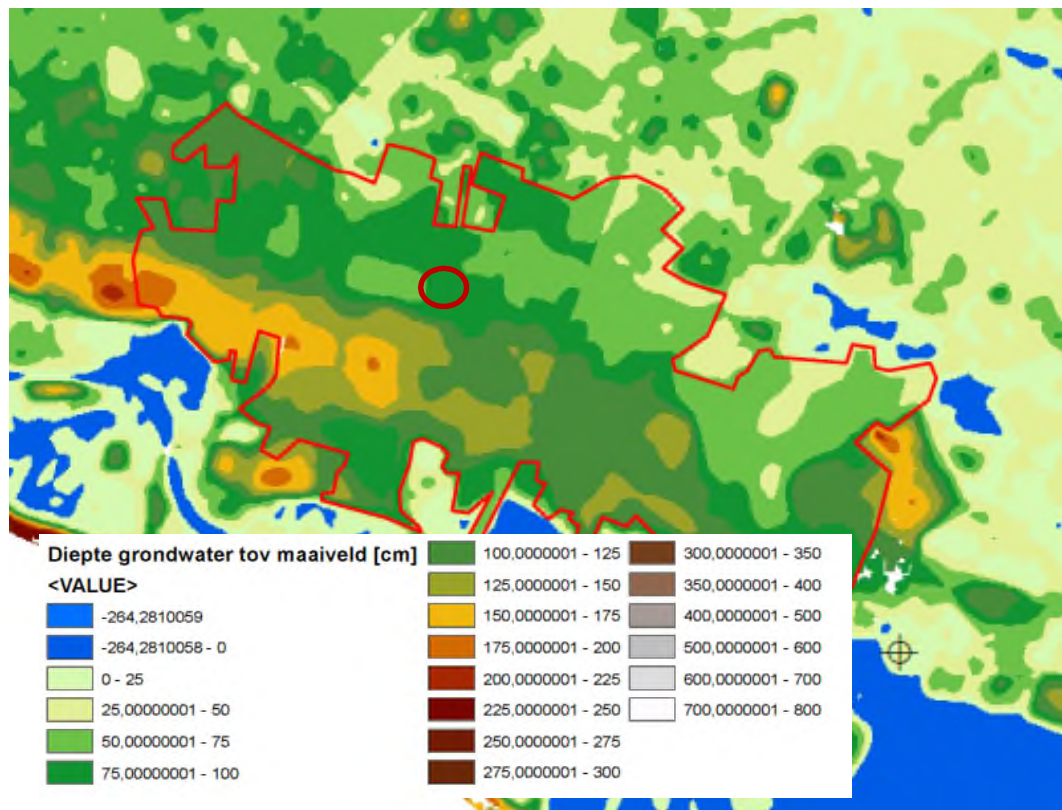 Diepte grondwater tov maaiveld [cm]
<VALUE>
-264,2810059
-264,2810058 - 0
0 - 25
25,00000001 - 50
50,00000001 - 75
75,00000001 - 100
100,0000001 - 125
125,0000001 - 150
150,0000001 - 175
175,0000001 - 200
200,0000001 - 225
225,0000001 - 250
250,0000001 - 275
275,0000001 - 300
300,0000001 - 350
350,0000001 - 400
400,0000001 - 500
500,0000001 - 600
600,0000001 - 700
700,0000001 - 800